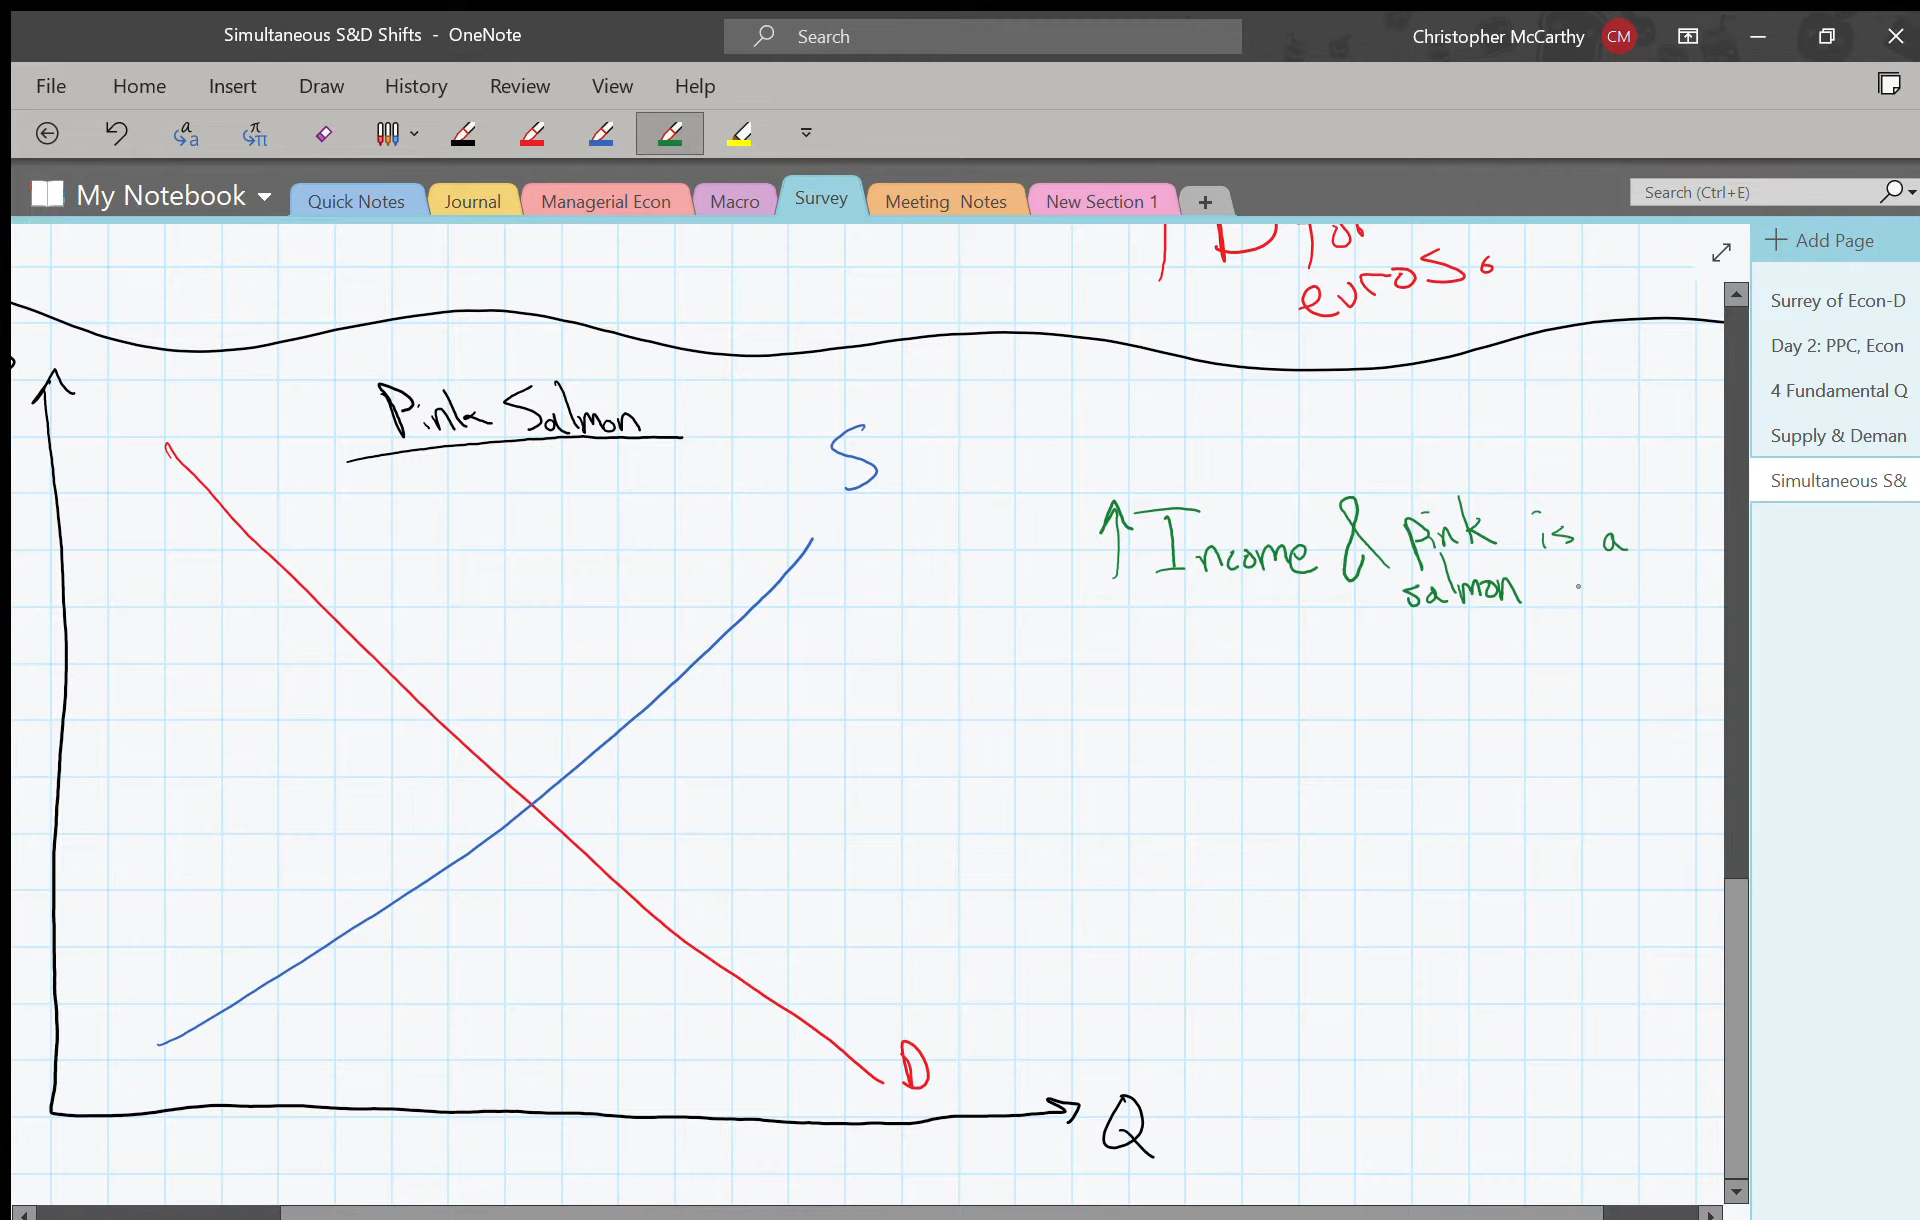 Simultaneous S&D Shifts - OneNote
Search
Christopher McCarthy
CM
File Home Insert Draw History Review View Help
My Notebook
Quick Notes
Journal
Managerial Econ
Macro
Survey
Meeting Notes
New Section 1
Search (Ctrl+E)
Add Page
Surrey of Econ-D
Day 2: PPC, Econ
4 Fundamental Q
Supply & Deman
Simultaneous S&
euros.
Pink Salmon
S
↑ Income & pink is a
salmon
D
Q